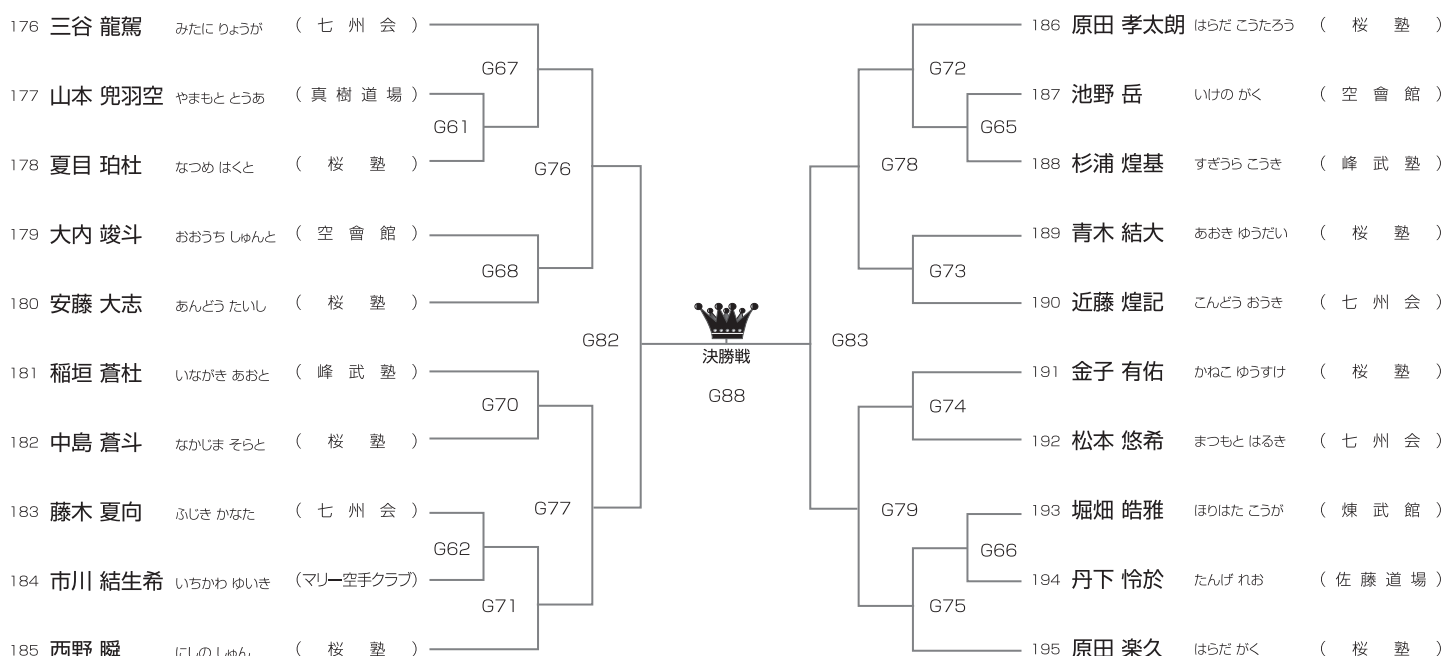 176 三谷 龍駕 みたに りょうが （ 七 州 会 ）
G67
177 山本 兜羽空 やまもと とうあ （ 真 樹 道 場 ）
G61
178 夏目 珀杜 なつめ はくと （ 桜 塾 ）
G76
179 大内 竣斗 おおうち しゅんと （ 空 會 館 ）
G68
180 安藤 大志 あんどう たいし （ 桜 塾 ）
G82
181 稲垣 蒼杜 いながき あおと （ 峰 武 塾 ）
G70
182 中島 蒼斗 なかじま そらと （ 桜 塾 ）
G77
183 藤木 夏向 ふじき かなた （ 七 州 会 ）
G62
184 市川 結生希 いちかわ ゆいき （マリー空手クラブ）
G71
185 西野 瞬 にしの しゅん （ 桜 塾 ）
決勝戦
G88
186 原田 孝太朗 はらだ こうたろう （ 桜 塾 ）
G72
187 池野 岳 いけの がく （ 空 會 館 ）
G65
188 杉浦 煌基 すぎうら こうき （ 峰 武 塾 ）
G78
189 青木 結大 あおき ゆうだい （ 桜 塾 ）
G73
190 近藤 煌記 こんどう おうき （ 七 州 会 ）
G83
191 金子 有佑 かねこ ゆうすけ （ 桜 塾 ）
G74
192 松本 悠希 まつもと はるき （ 七 州 会 ）
G79
193 堀畑 皓雅 ほりはた こうが （ 煉 武 館 ）
G66
194 丹下 怜於 たんげ れお （ 佐 藤 道 場 ）
G75
195 原田 楽久 はらだ がく （ 桜 塾 ）